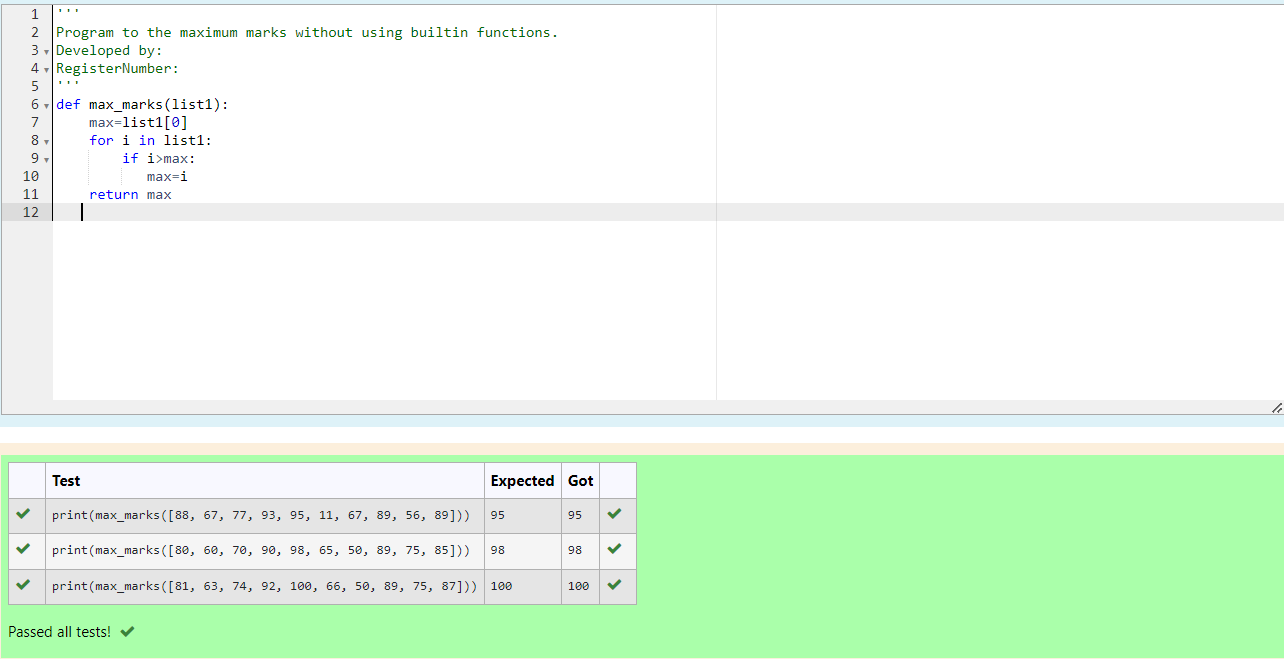 1 '''
2 Program to the maximum marks without using builtin functions.
3 Developed by:
4 RegisterNumber:
5 '''
6 def max_marks(list1):
7     max=list1[0]
8     for i in list1:
9         if i>max:
10            max=i
11     return max
12
Test Expected Got
print(max_marks([88, 67, 77, 93, 95, 11, 67, 89, 56, 89])) 95 95
print(max_marks([80, 60, 70, 90, 98, 65, 50, 89, 75, 85])) 98 98
print(max_marks([81, 63, 74, 92, 100, 66, 50, 89, 75, 87])) 100 100
Passed all tests!